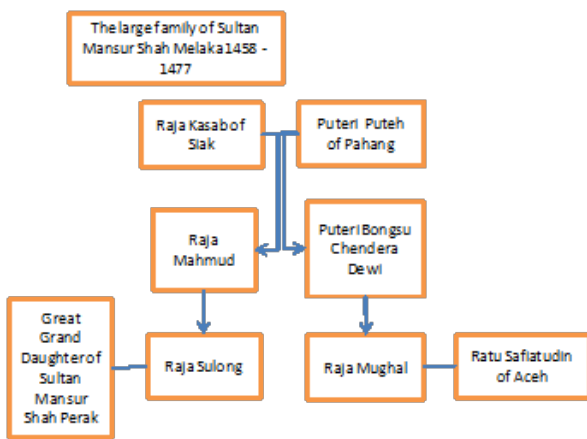 The large family of Sultan
Mansur Shah Melaka 1458 -
1477
Raja Kasab of
Siak
Puteri Puteh
of Pahang
Raja
Mahmud
Puteri Bongsu
Chendera
Dewi
Great
Grand
Daughter of
Sultan
Mansur
Shah Perak
Raja Sulong
Raja Mughal
Ratu Safiatudin
of Aceh